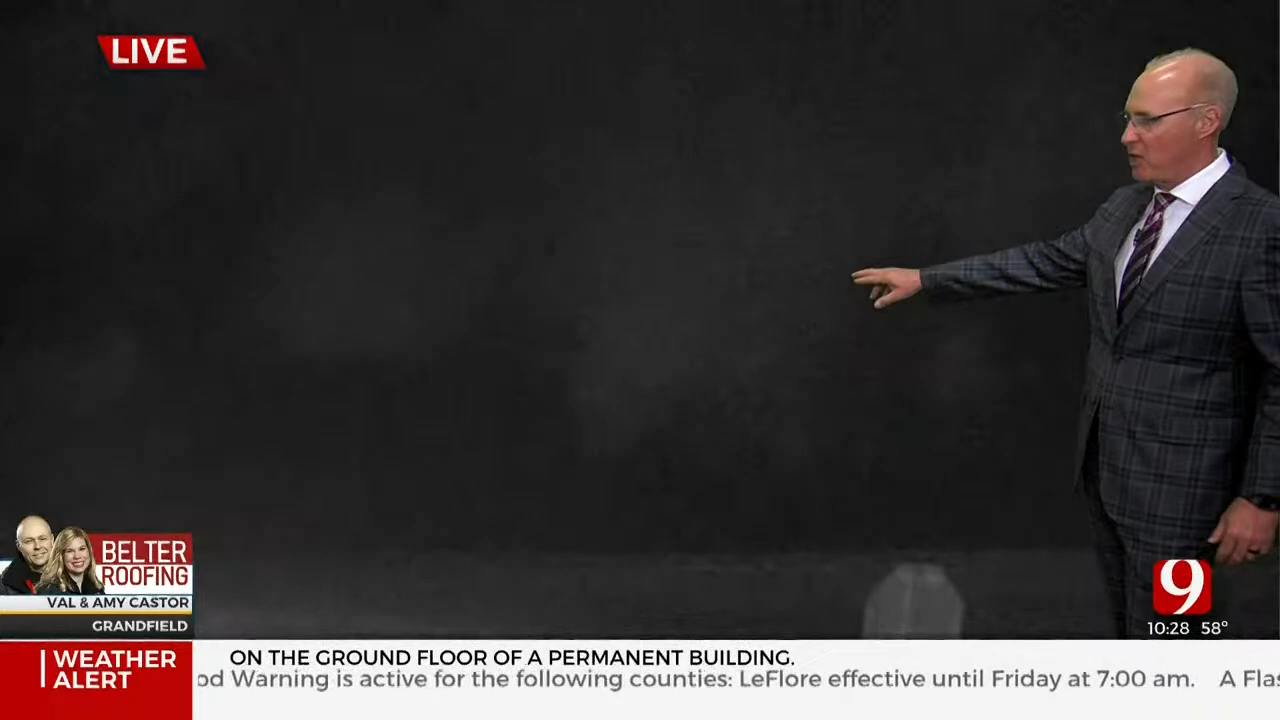 LIVE
BELTER
ROOFING
VAL & AMY CASTOR
GRANDFIELD
9
10:28 58°
WEATHER
ALERT
ON THE GROUND FLOOR OF A PERMANENT BUILDING.
od Warning is active for the following counties: LeFlore effective until Friday at 7:00 am. A Flas